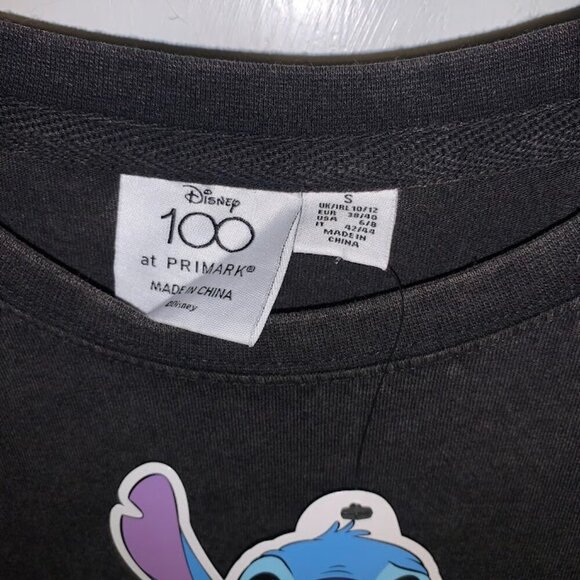 Disney
100
at PRIMARK®
MADE IN CHINA
©Disney
S
UK/IRL 10/12
EUR 38/40
USA 6/8
IT 42/44
MADE IN
CHINA